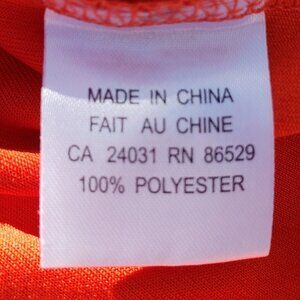 MADE IN CHINA
FAIT AU CHINE
CA 24031 RN 86529
100% POLYESTER